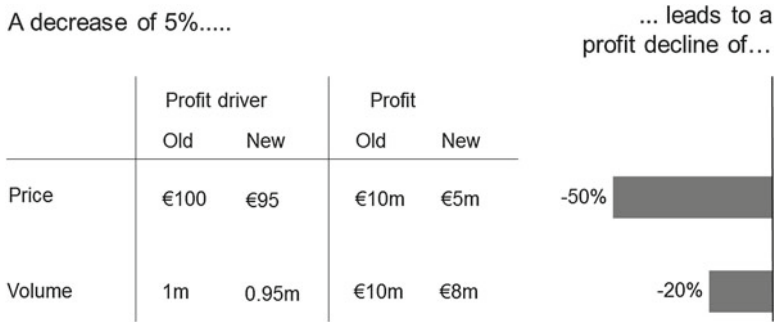 A decrease of 5%.....
... leads to a
profit decline of...
Profit driver Profit
Old New Old New
Price €100 €95 €10m €5m -50%
Volume 1m 0.95m €10m €8m -20%